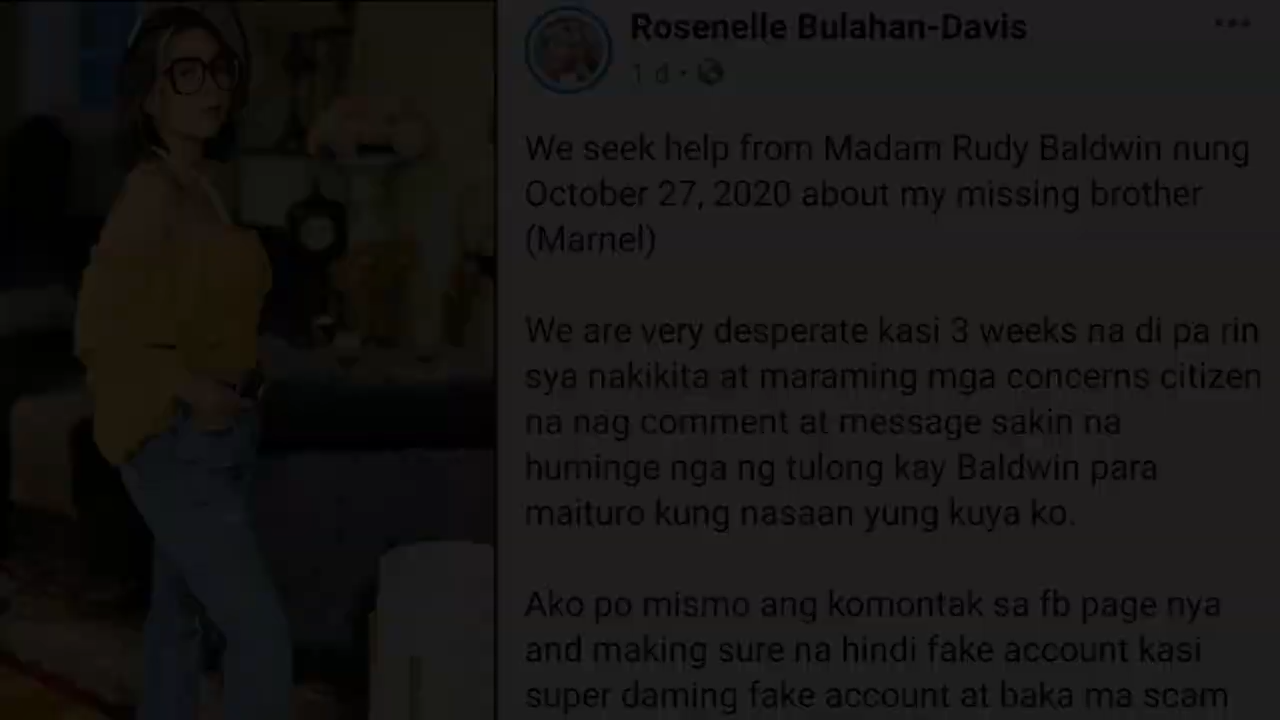 Rosenelle Bulahan-Davis
1 d ·
We seek help from Madam Rudy Baldwin nung
October 27, 2020 about my missing brother
(Marnel)
We are very desperate kasi 3 weeks na di pa rin
sya nakikita at maraming mga concerns citizen
na nag comment at message sakin na
huminge nga ng tulong kay Baldwin para
maituro kung nasaan yung kuya ko.
Ako po mismo ang komontak sa fb page nya
and making sure na hindi fake account kasi
super daming fake account at baka ma scam